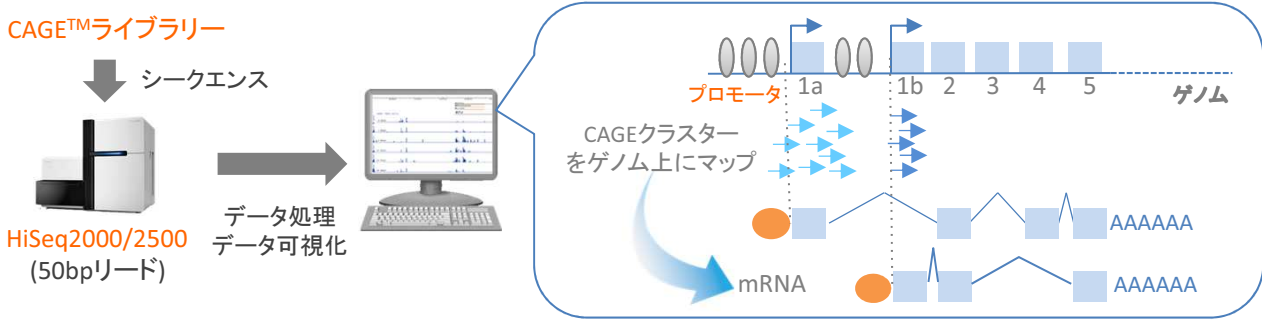 CAGE™ライブラリー
シークエンス
HiSeq2000/2500
(50bpリード)
データ処理
データ可視化
プロモータ
1a
1b
2
3
4
5
ゲノム
CAGEクラスター
をゲノム上にマップ
AAAAAA
mRNA
AAAAAA